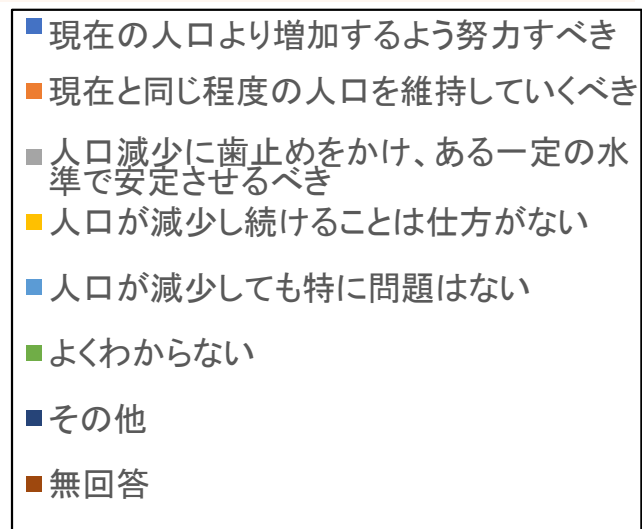 現在の人口より増加するよう努力すべき
現在と同じ程度の人口を維持していくべき
人口減少に歯止めをかけ、ある一定の水
準で安定させるべき
人口が減少し続けることは仕方がない
人口が減少しても特に問題はない
よくわからない
その他
無回答